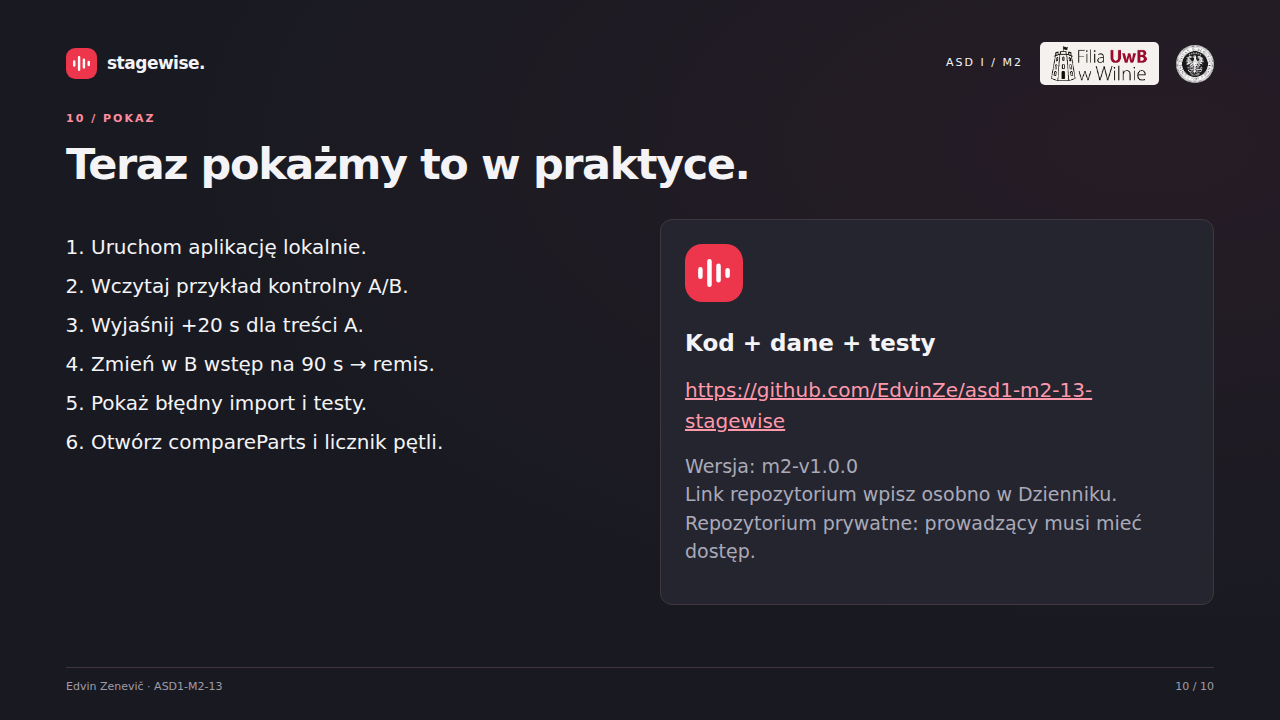 stagewise.
ASD I / M2
Filia UwB
w Wilnie
10 / POKAZ
Teraz pokażmy to w praktyce.
1. Uruchom aplikację lokalnie.
2. Wczytaj przykład kontrolny A/B.
3. Wyjaśnij +20 s dla treści A.
4. Zmień w B wstęp na 90 s → remis.
5. Pokaż błędny import i testy.
6. Otwórz compareParts i licznik pętli.
Kod + dane + testy
https://github.com/EdvinZe/asd1-m2-13-
stagewise
Wersja: m2-v1.0.0
Link repozytorium wpisz osobno w Dzienniku.
Repozytorium prywatne: prowadzący musi mieć
dostęp.
Edvin Zenevič · ASD1-M2-13
10 / 10